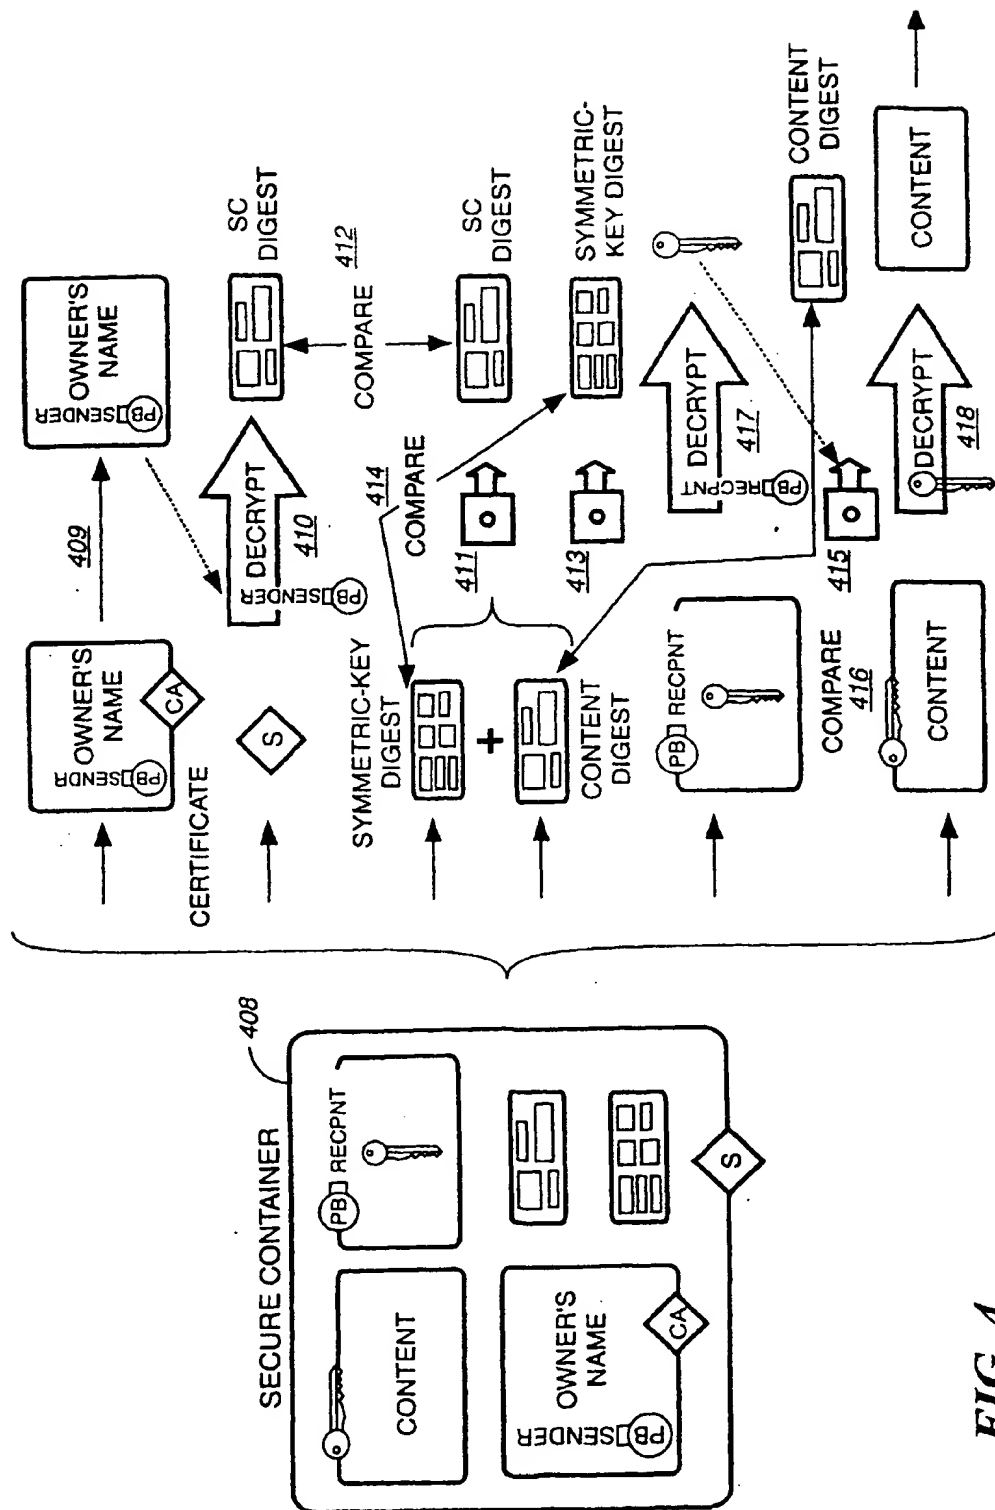 SECURE CONTAINER
408
CONTENT
PB RECPNT
OWNER'S
NAME
PB SENDER
CA
S
CERTIFICATE
OWNER'S
NAME
PB SENDR
CA
409
OWNER'S
NAME
PB SENDER
S
DECRYPT
410
PB SENDER
SC
DIGEST
COMPARE
412
SYMMETRIC-KEY
DIGEST
+
CONTENT
DIGEST
414
COMPARE
411
SC
DIGEST
413
SYMMETRIC-
KEY DIGEST
PB RECPNT
DECRYPT
417
PB RECPNT
COMPARE
416
415
CONTENT
DIGEST
CONTENT
DECRYPT
418
CONTENT
FIG. 4